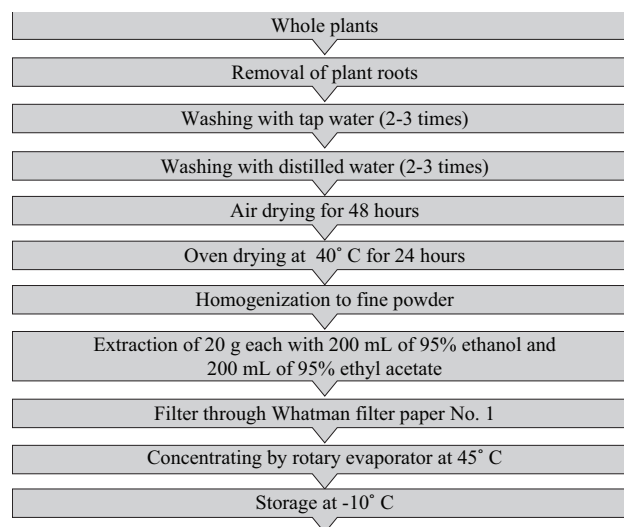 Whole plants
Removal of plant roots
Washing with tap water (2-3 times)
Washing with distilled water (2-3 times)
Air drying for 48 hours
Oven drying at 40˚ C for 24 hours
Homogenization to fine powder
Extraction of 20 g each with 200 mL of 95% ethanol and
200 mL of 95% ethyl acetate
Filter through Whatman filter paper No. 1
Concentrating by rotary evaporator at 45˚ C
Storage at -10˚ C